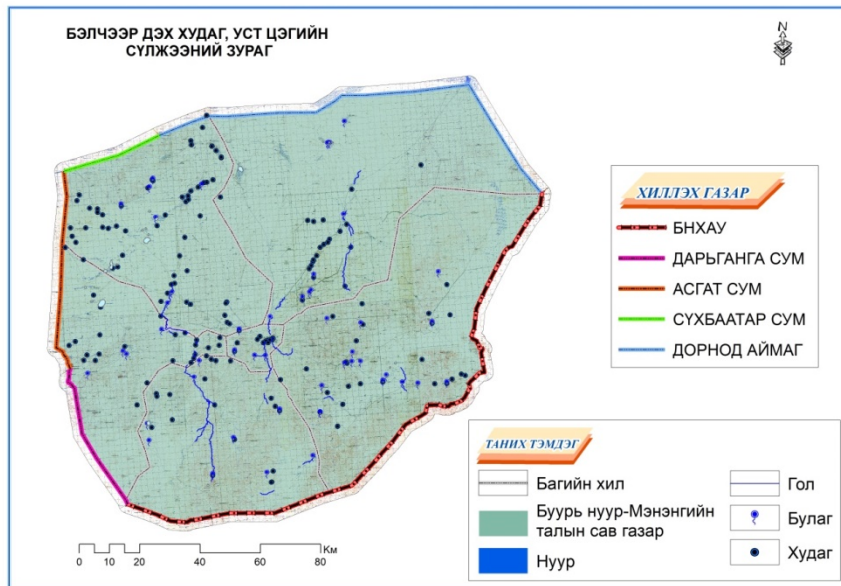 БЭЛЧЭЭР ДЭХ ХУДАГ, УСТ ЦЭГИЙН
СҮЛЖЭЭНИЙ ЗУРАГ
N
ХИЛЛЭХ ГАЗАР
БНХАУ
ДАРЬГАНГА СУМ
АСГАТ СУМ
СҮХБААТАР СУМ
ДОРНОД АЙМАГ
ТАНИХ ТЭМДЭГ
Багийн хил
Буурь нуур-Мэнэнгийн
талын сав газар
Нуур
Гол
Булаг
Худаг
Км
0 10 20 40 60 80